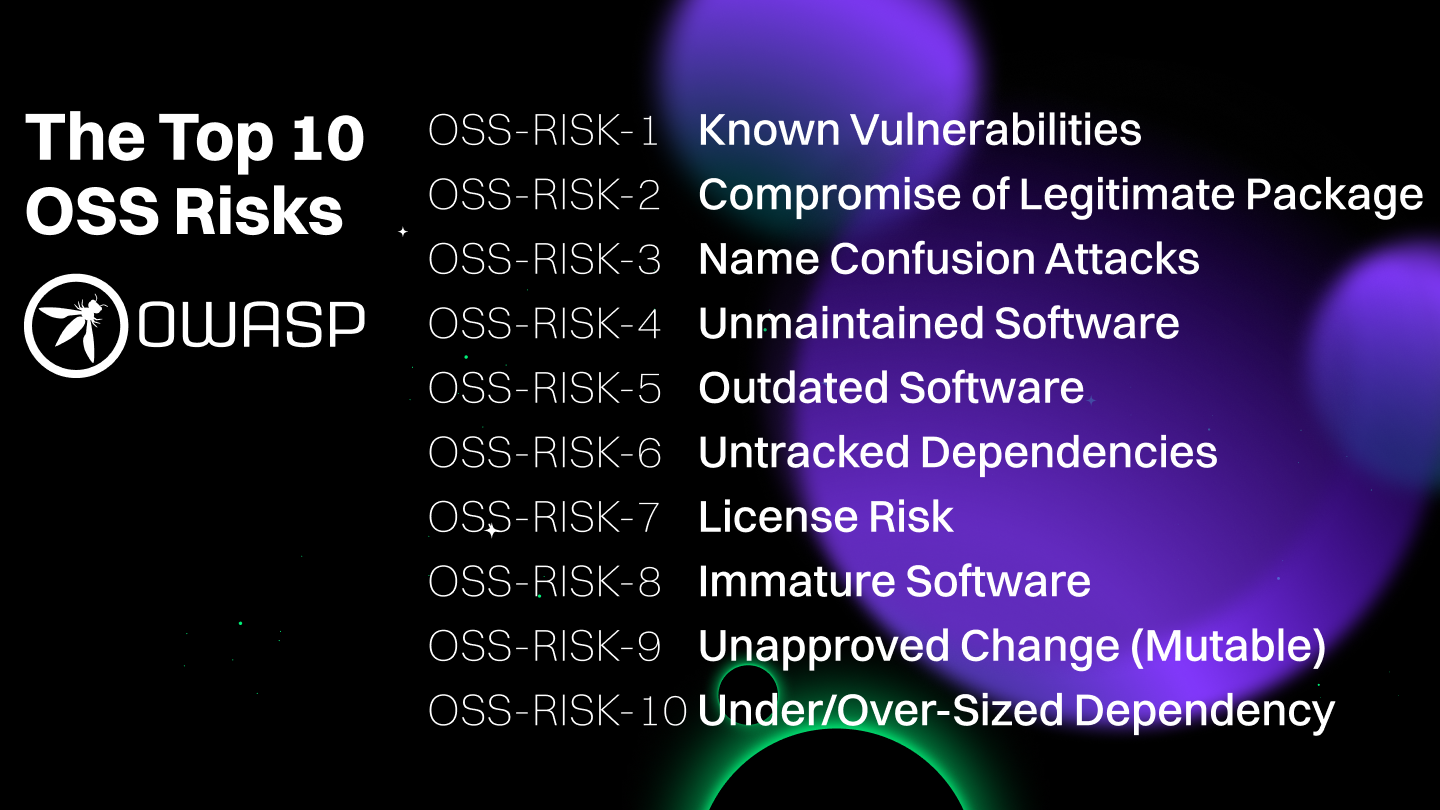 The Top 10
OSS Risks
OWASP
OSS-RISK-1 Known Vulnerabilities
OSS-RISK-2 Compromise of Legitimate Package
OSS-RISK-3 Name Confusion Attacks
OSS-RISK-4 Unmaintained Software
OSS-RISK-5 Outdated Software
OSS-RISK-6 Untracked Dependencies
OSS-RISK-7 License Risk
OSS-RISK-8 Immature Software
OSS-RISK-9 Unapproved Change (Mutable)
OSS-RISK-10 Under/Over-Sized Dependency